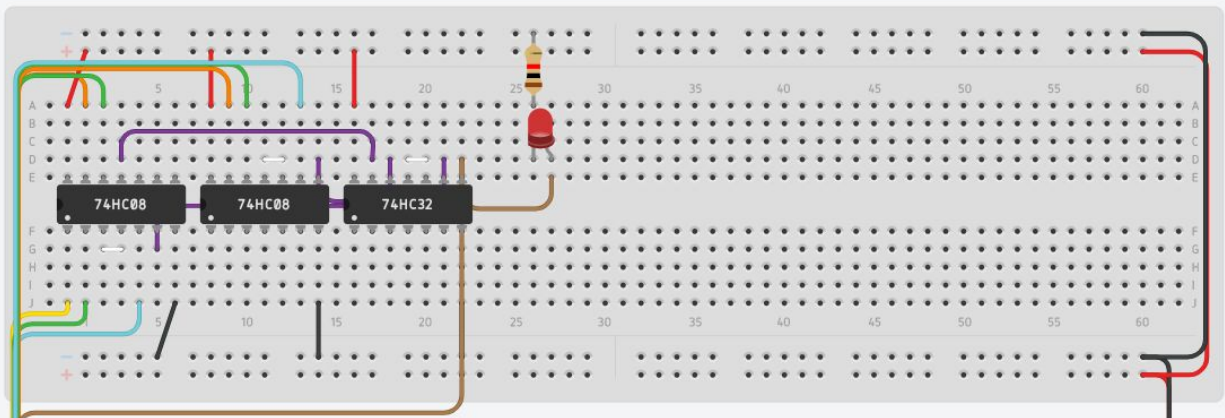 − −
+ +
5 15 20 25 30 35 40 45 50 55 60
A A
B B
C C
D D
E E
74HC08 74HC08 74HC32
F F
G G
H H
I I
J J
5 10 15 20 25 30 35 40 45 50 55 60
− −
+ +